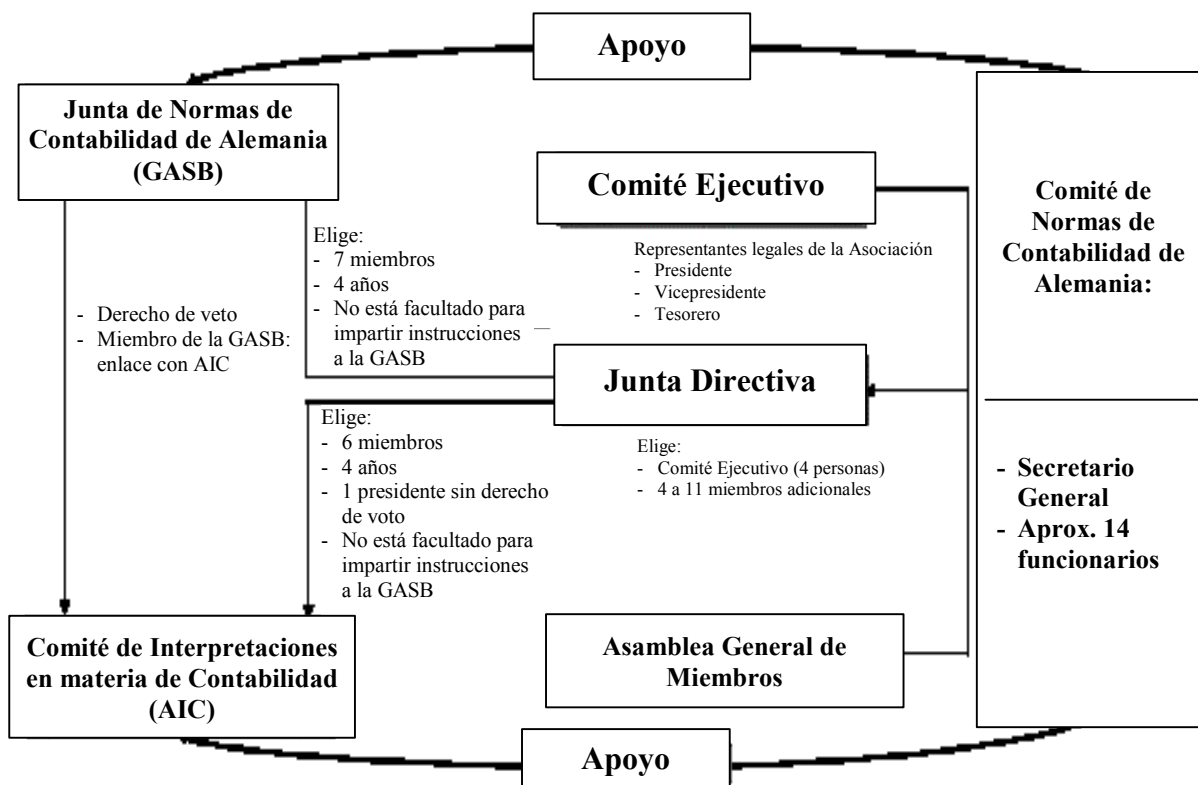 Apoyo
Junta de Normas de
Contabilidad de Alemania
(GASB)
Comité Ejecutivo
Representantes legales de la Asociación
- Presidente
- Vicepresidente
- Tesorero
Elige:
- 7 miembros
- 4 años
- No está facultado para
impartir instrucciones
a la GASB
- Derecho de veto
- Miembro de la GASB:
enlace con AIC
Junta Directiva
Elige:
- Comité Ejecutivo (4 personas)
- 4 a 11 miembros adicionales
Elige:
- 6 miembros
- 4 años
- 1 presidente sin derecho
de voto
- No está facultado para
impartir instrucciones
a la GASB
Comité de
Normas de
Contabilidad de
Alemania:
- Secretario
General
- Aprox. 14
funcionarios
Comité de Interpretaciones
en materia de Contabilidad
(AIC)
Asamblea General de
Miembros
Apoyo